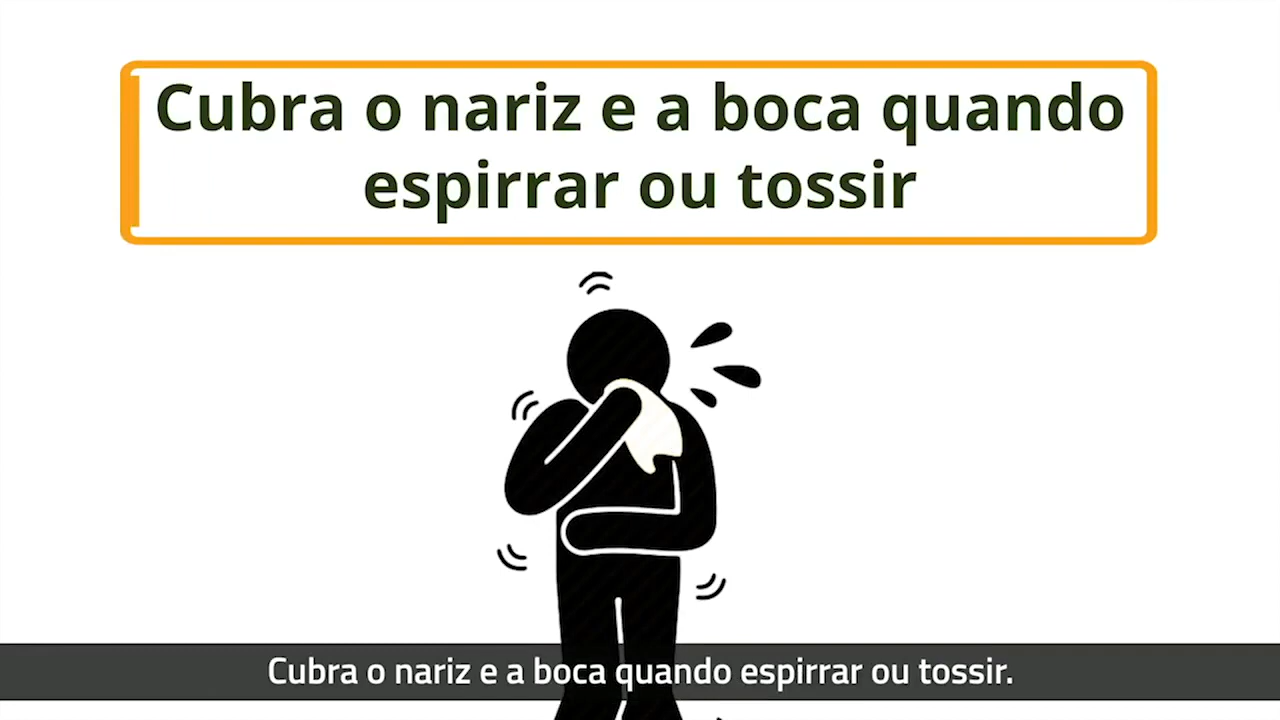 Cubra o nariz e a boca quando
espirrar ou tossir
Cubra o nariz e a boca quando espirrar ou tossir.